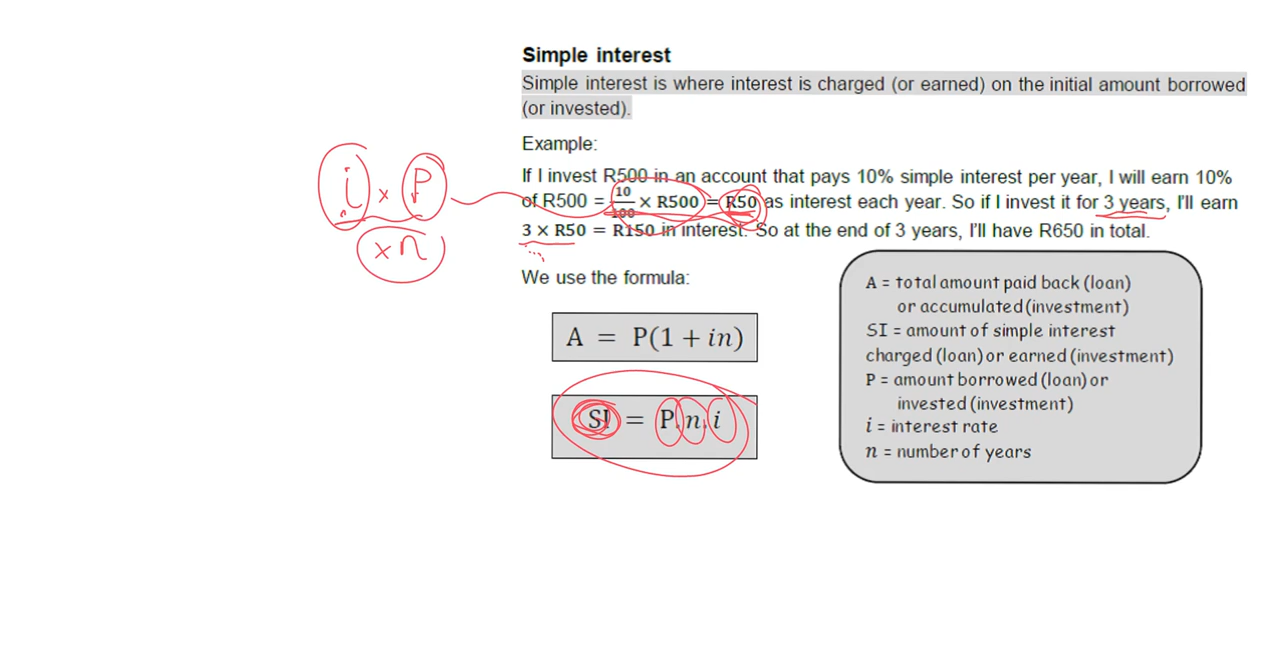 Simple interest
Simple interest is where interest is charged (or earned) on the initial amount borrowed
(or invested).
Example:
If I invest R500 in an account that pays 10% simple interest per year, I will earn 10%
of R500 = 10/100 × R500 = R50 as interest each year. So if I invest it for 3 years, I'll earn
3 × R50 = R150 in interest. So at the end of 3 years, I'll have R650 in total.
i × P
× n
We use the formula:
A = P(1 + in)
SI = P.n.i
A = total amount paid back (loan)
or accumulated (investment)
SI = amount of simple interest
charged (loan) or earned (investment)
P = amount borrowed (loan) or
invested (investment)
i = interest rate
n = number of years